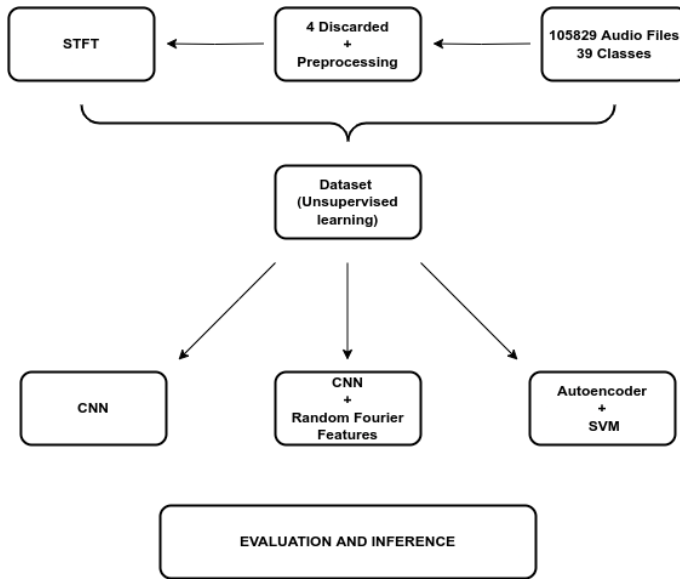 STFT
4 Discarded
+
Preprocessing
105829 Audio Files
39 Classes
Dataset
(Unsupervised
learning)
CNN
CNN
+
Random Fourier
Features
Autoencoder
+
SVM
EVALUATION AND INFERENCE